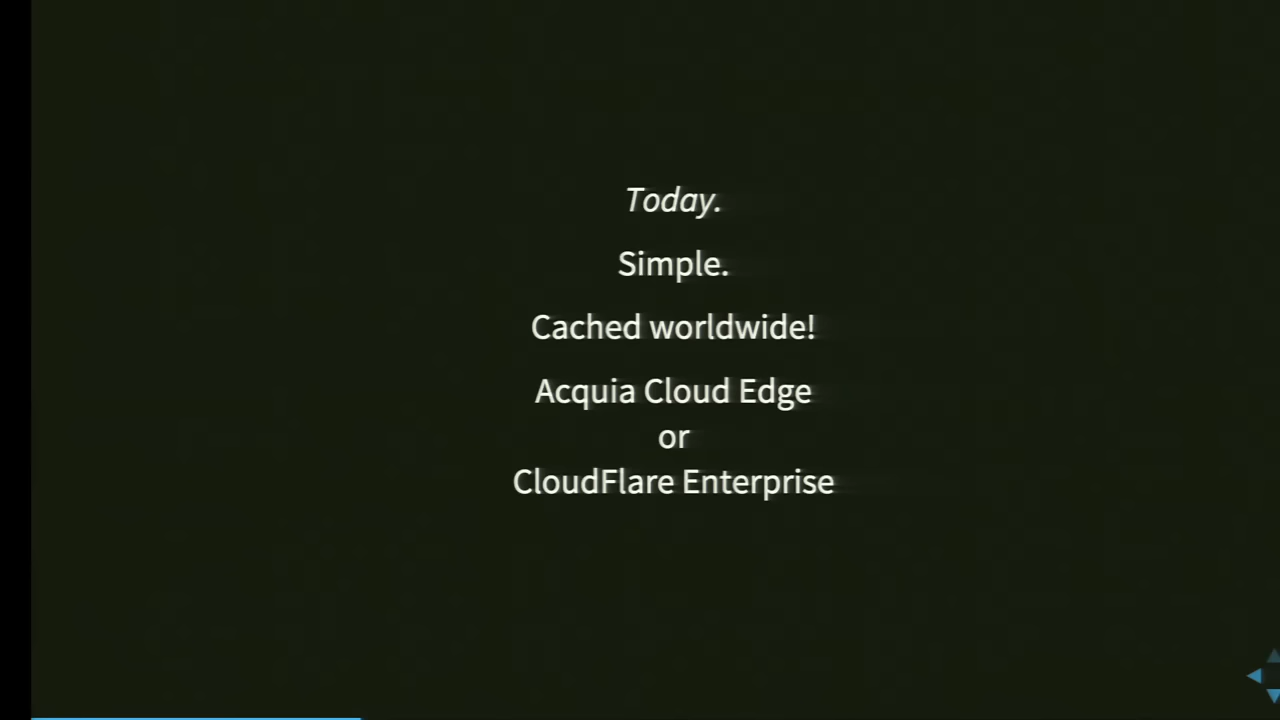 Today.
Simple.
Cached worldwide!
Acquia Cloud Edge
or
CloudFlare Enterprise